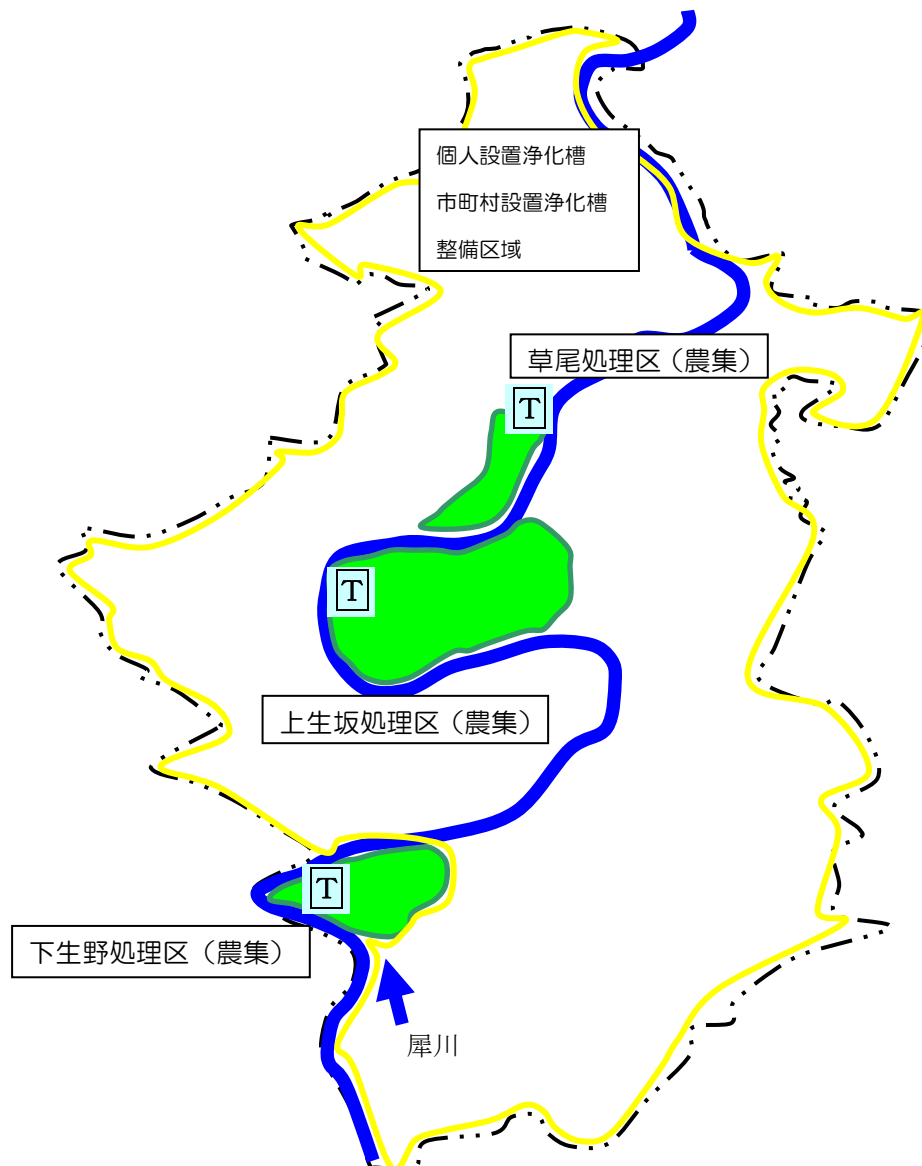 個人設置浄化槽
市町村設置浄化槽
整備区域
草尾処理区（農集）
T
T
上生坂処理区（農集）
T
下生野処理区（農集）
犀川